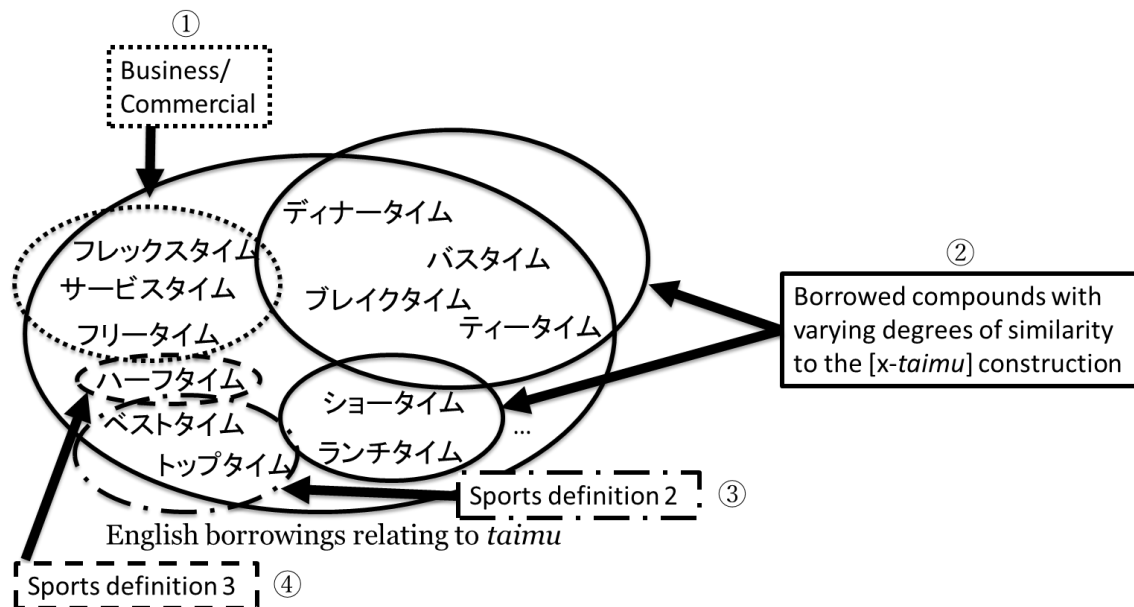 ①
Business/
Commercial
ディナータイム
フレックスタイム
バスタイム
②
サービスタイム
ブレイクタイム
Borrowed compounds with
varying degrees of similarity
to the [x-taimu] construction
フリータイム
ティータイム
ハーフタイム
ショータイム
ベストタイム
...
ランチタイム
トップタイム
Sports definition 2
③
English borrowings relating to taimu
Sports definition 3
④